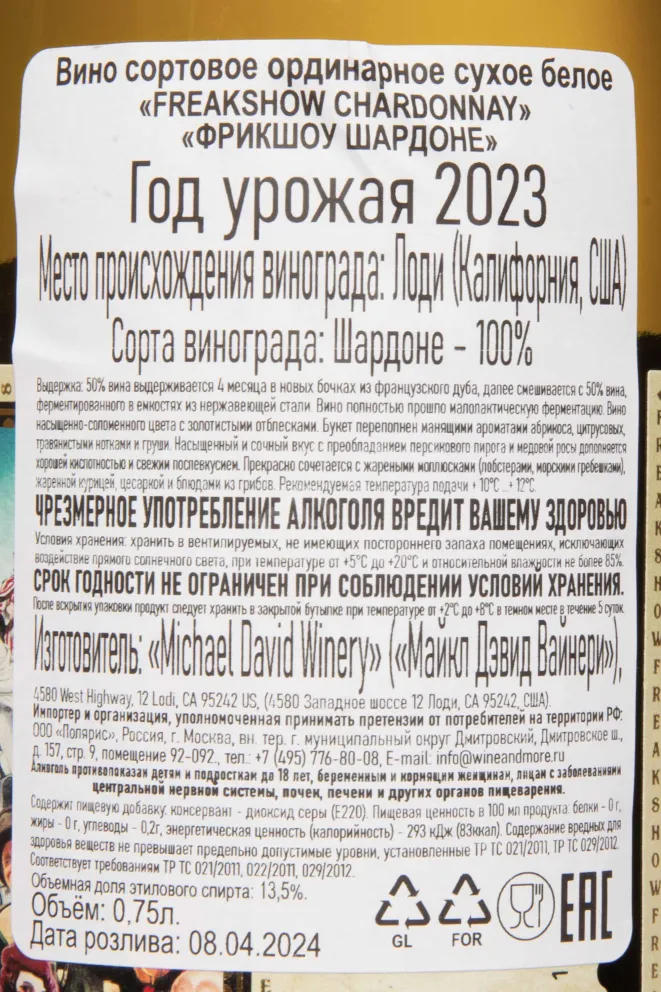 Вино сортовое ординарное сухое белое
«FREAKSHOW CHARDONNAY»
«ФРИКШОУ ШАРДОНЕ»
Год урожая 2023
Место происхождения винограда: Лоди (Калифорния, США)
Сорта винограда: Шардоне – 100%
Выдержка: 50% вина выдерживается 4 месяца в новых бочках из французского дуба, далее смешивается с 50% вина,
ферментированного в емкостях из нержавеющей стали. Вино полностью прошло малолактическую ферментацию. Вино
насыщенно-соломенного цвета с золотистыми отблесками. Букет переполнен манящими ароматами абрикоса, цитрусовых,
травянистыми нотками и груши. Насыщенный и сочный вкус с преобладанием персикового пирога и медовой росы дополняется
хорошей кислотностью и свежим послевкусием. Прекрасно сочетается с жареными моллюсками (лобстерами, морскими гребешками),
жаренной курицей, цесаркой и блюдами из грибов. Рекомендуемая температура подачи + 10°C ..+ 12°C.
ЧРЕЗМЕРНОЕ УПОТРЕБЛЕНИЕ АЛКОГОЛЯ ВРЕДИТ ВАШЕМУ ЗДОРОВЬЮ
Условия хранения: хранить в вентилируемых, не имеющих постороннего запаха помещениях, исключающих
воздействие прямого солнечного света, при температуре от +5°C до +20°C и относительной влажности не более 85%.
СРОК ГОДНОСТИ НЕ ОГРАНИЧЕН ПРИ СОБЛЮДЕНИИ УСЛОВИЙ ХРАНЕНИЯ.
После вскрытия упаковки продукт следует хранить в закрытой бутылке при температуре от +2°C до +8°C в темном месте в течение 5 суток.
Изготовитель: «Michael David Winery» («Майкл Дэвид Вайнери»),
4580 West Highway, 12 Lodi, CA 95242 US, (4580 Западное шоссе 12 Лоди, CA 95242, США).
Импортер и организация, уполномоченная принимать претензии от потребителей на территории РФ:
ООО «Полярис», Россия, г. Москва, вн. тер. г. муниципальный округ Дмитровский, Дмитровское ш.,
д. 157, стр. 9, помещение 92-092., тел.: +7 (495) 776-80-08, E-mail: info@wineandmore.ru
Алкоголь противопоказан детям и подросткам до 18 лет, беременным и кормящим женщинам, лицам с заболеваниями
центральной нервной системы, почек, печени и других органов пищеварения.
Содержит пищевую добавку: консервант - диоксид серы (Е220). Пищевая ценность в 100 мл продукта: белки - 0 г,
жиры - 0 г, углеводы - 0,2г, энергетическая ценность (калорийность) - 293 кДж (83ккал). Содержание вредных для
здоровья веществ не превышает предельно допустимые уровни, установленные ТР ТС 021/2011, ТР ТС 029/2012.
Соответствует требованиям ТР ТС 021/2011, 022/2011, 029/2012.
Объемная доля этилового спирта: 13,5%.
Объём: 0,75л.
Дата розлива: 08.04.2024
GL
FOR
EAC